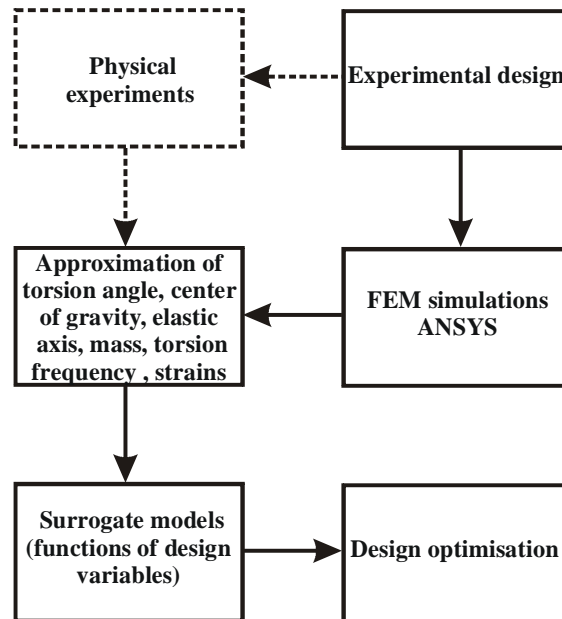 Physical
experiments
Experimental design
Approximation of
torsion angle, center
of gravity, elastic
axis, mass, torsion
frequency , strains
FEM simulations
ANSYS
Surrogate models
(functions of design
variables)
Design optimisation